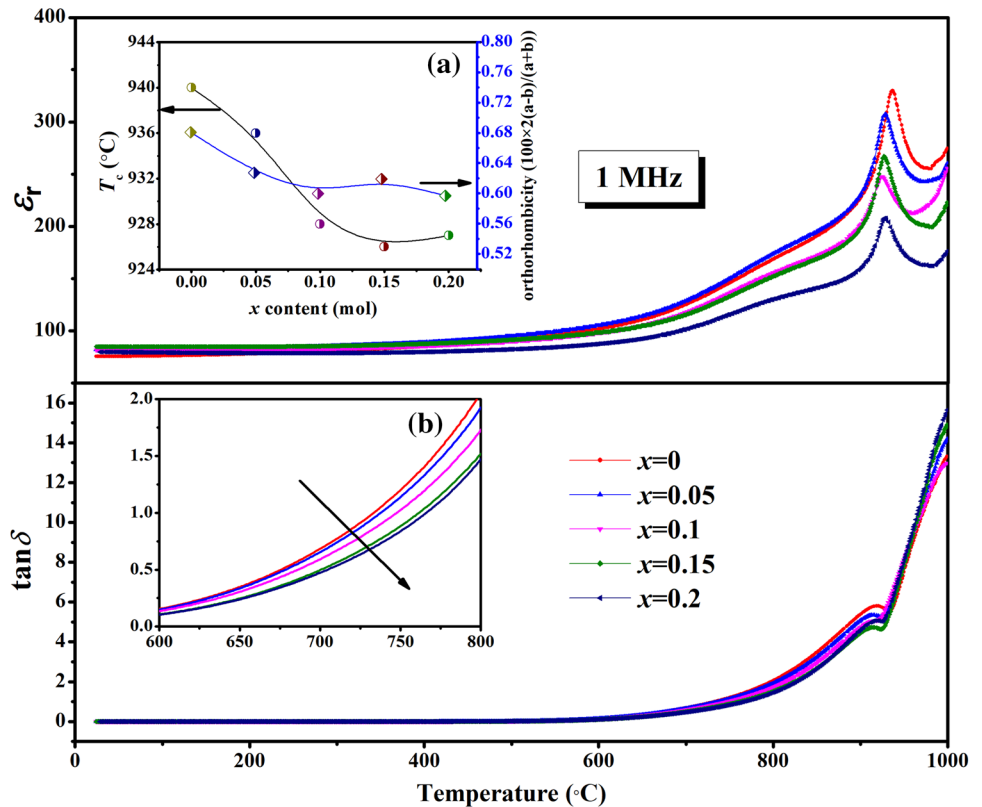 400
300
200
100
εr
944
940
936
932
928
924
Tc (°C)
0.00 0.05 0.10 0.15 0.20
x content (mol)
(a)
0.80
0.74
0.68
0.62
0.60
0.56
0.52
orthorhombicity (100×2(a-b)/(a+b))
1 MHz
16
14
12
10
8
6
4
2
0
tanδ
2.0
1.5
1.0
0.5
0.0
600 650 700 750 800
(b)
x=0
x=0.05
x=0.1
x=0.15
x=0.2
0 200 400 600 800 1000
Temperature (°C)